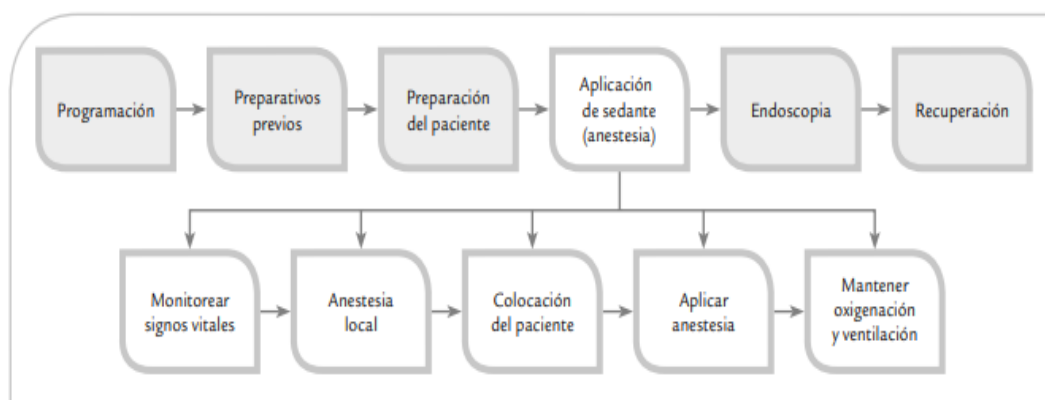 Programación
Preparativos
previos
Preparación
del paciente
Aplicación
de sedante
(anestesia)
Endoscopia
Recuperación
Monitorear
signos vitales
Anestesia
local
Colocación
del paciente
Aplicar
anestesia
Mantener
oxigenación
y ventilación